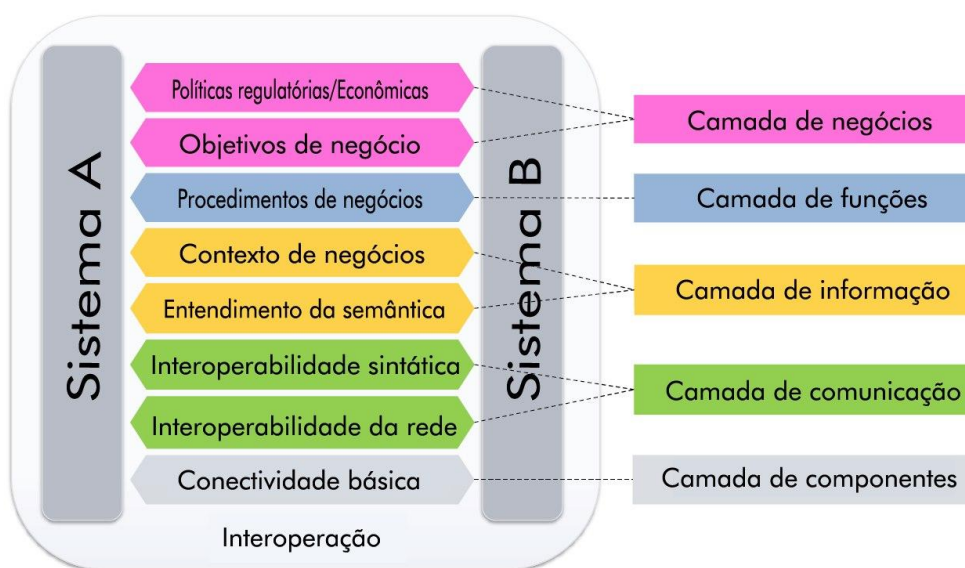 Sistema A
Políticas regulatórias/Econômicas
Objetivos de negócio
Procedimentos de negócios
Contexto de negócios
Entendimento da semântica
Interoperabilidade sintática
Interoperabilidade da rede
Conectividade básica
Interoperação
Sistema B
Camada de negócios
Camada de funções
Camada de informação
Camada de comunicação
Camada de componentes